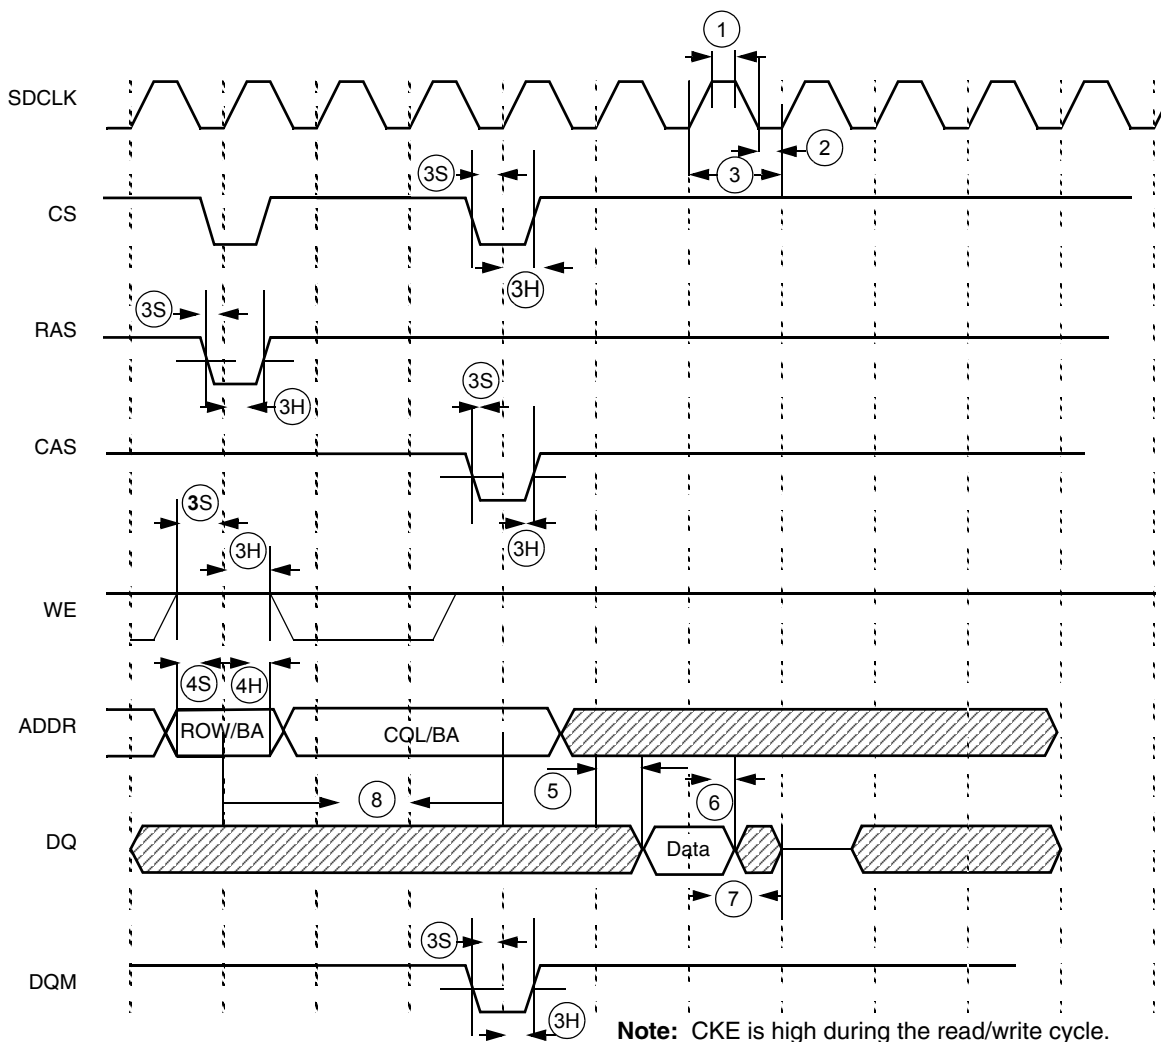 1
SDCLK
2
3S
3
CS
3H
3S
RAS
3S
3H
CAS
3S
3H
3H
WE
4S
4H
ADDR
ROW/BA
COL/BA
5
8
6
DQ
Data
7
3S
DQM
3H
Note: CKE is high during the read/write cycle.